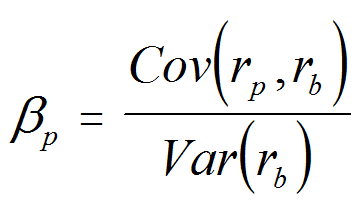 β_p = Cov(r_p, r_b) / Var(r_b)